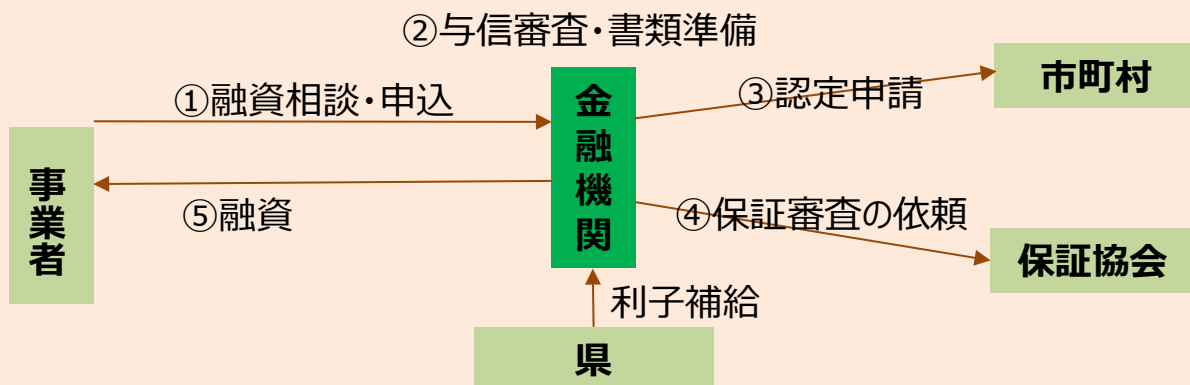 ②与信審査・書類準備
市町村
③認定申請
①融資相談・申込
金融機関
事業者
⑤融資
④保証審査の依頼
保証協会
利子補給
県